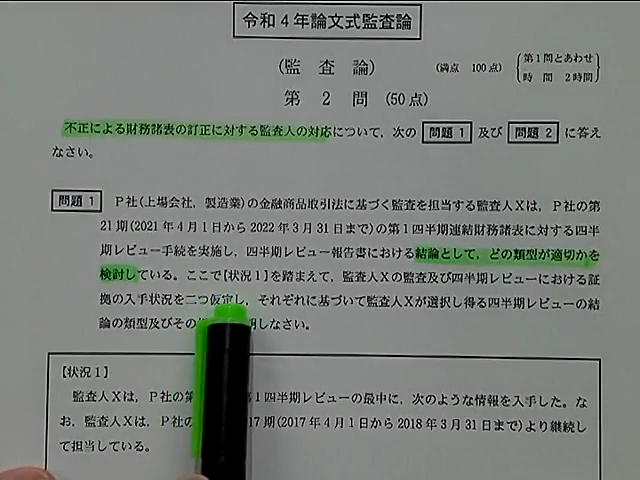 令和4年論文式監査論
(監査論)
(満点 100点)
第1問とあわせ
時間 2時間
第2問(50点)
不正による財務諸表の訂正に対する監査人の対応について,次の 問題1 及び 問題2 に答え
なさい。
問題1 P社(上場会社,製造業)の金融商品取引法に基づく監査を担当する監査人Xは,P社の第
21期(2021年4月1日から2022年3月31日まで)の第1四半期連結財務諸表に対する四半
期レビュー手続を実施し,四半期レビュー報告書における結論として,どの類型が適切かを
検討している。ここで[状況1]を踏まえて,監査人Xの監査及び四半期レビューにおける証
拠の入手状況を二つ仮定し,それぞれに基づいて監査人Xが選択し得る四半期レビューの結
論の類型及びその 明しなさい。
[状況1]
監査人Xは,P社の第 第1四半期レビューの最中に,次のような情報を入手した。な
お,監査人Xは,P社の 17期(2017年4月1日から2018年3月31日まで)より継続し
て担当している。